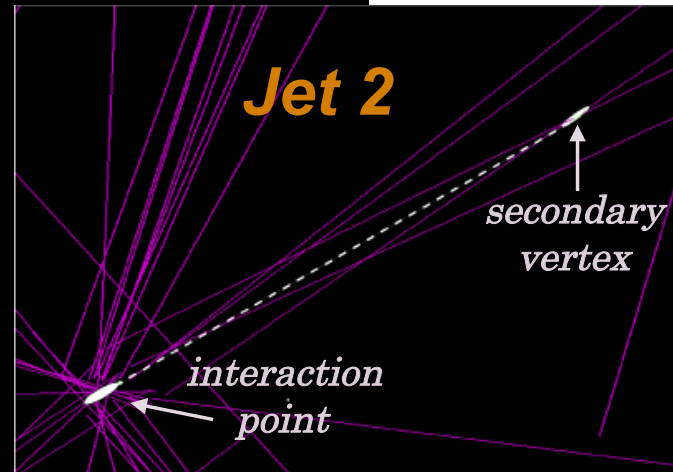 Jet 2
secondary
vertex
interaction
point